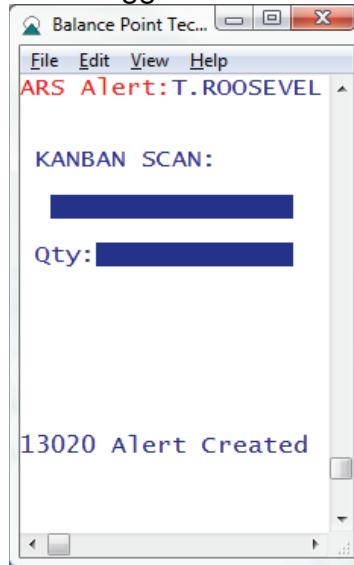 Balance Point Tec...
File Edit View Help
ARS Alert:T.ROOSEVEL
KANBAN SCAN:
Qty:
13020 Alert Created